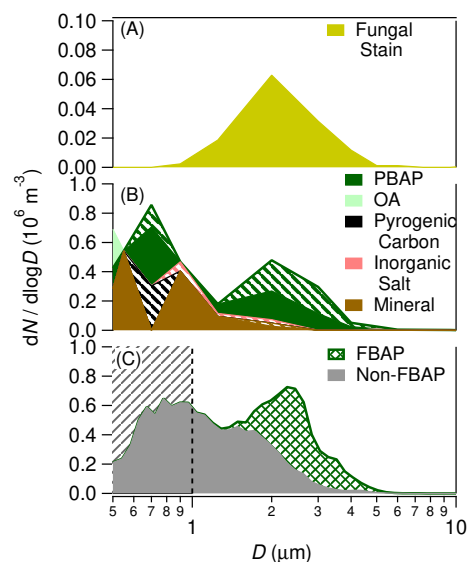 (A)
Fungal
Stain
0.10
0.08
0.06
0.04
0.02
0.00
(B)
PBAP
OA
Pyrogenic
Carbon
Inorganic
Salt
Mineral
1.0
0.8
0.6
0.4
0.2
0.0
dN / dlogD (10⁶ m⁻³)
(C)
FBAP
Non-FBAP
1.0
0.8
0.6
0.4
0.2
0.0
5 6 7 8 9 1 2 3 4 5 6 7 8 9 10
D (µm)